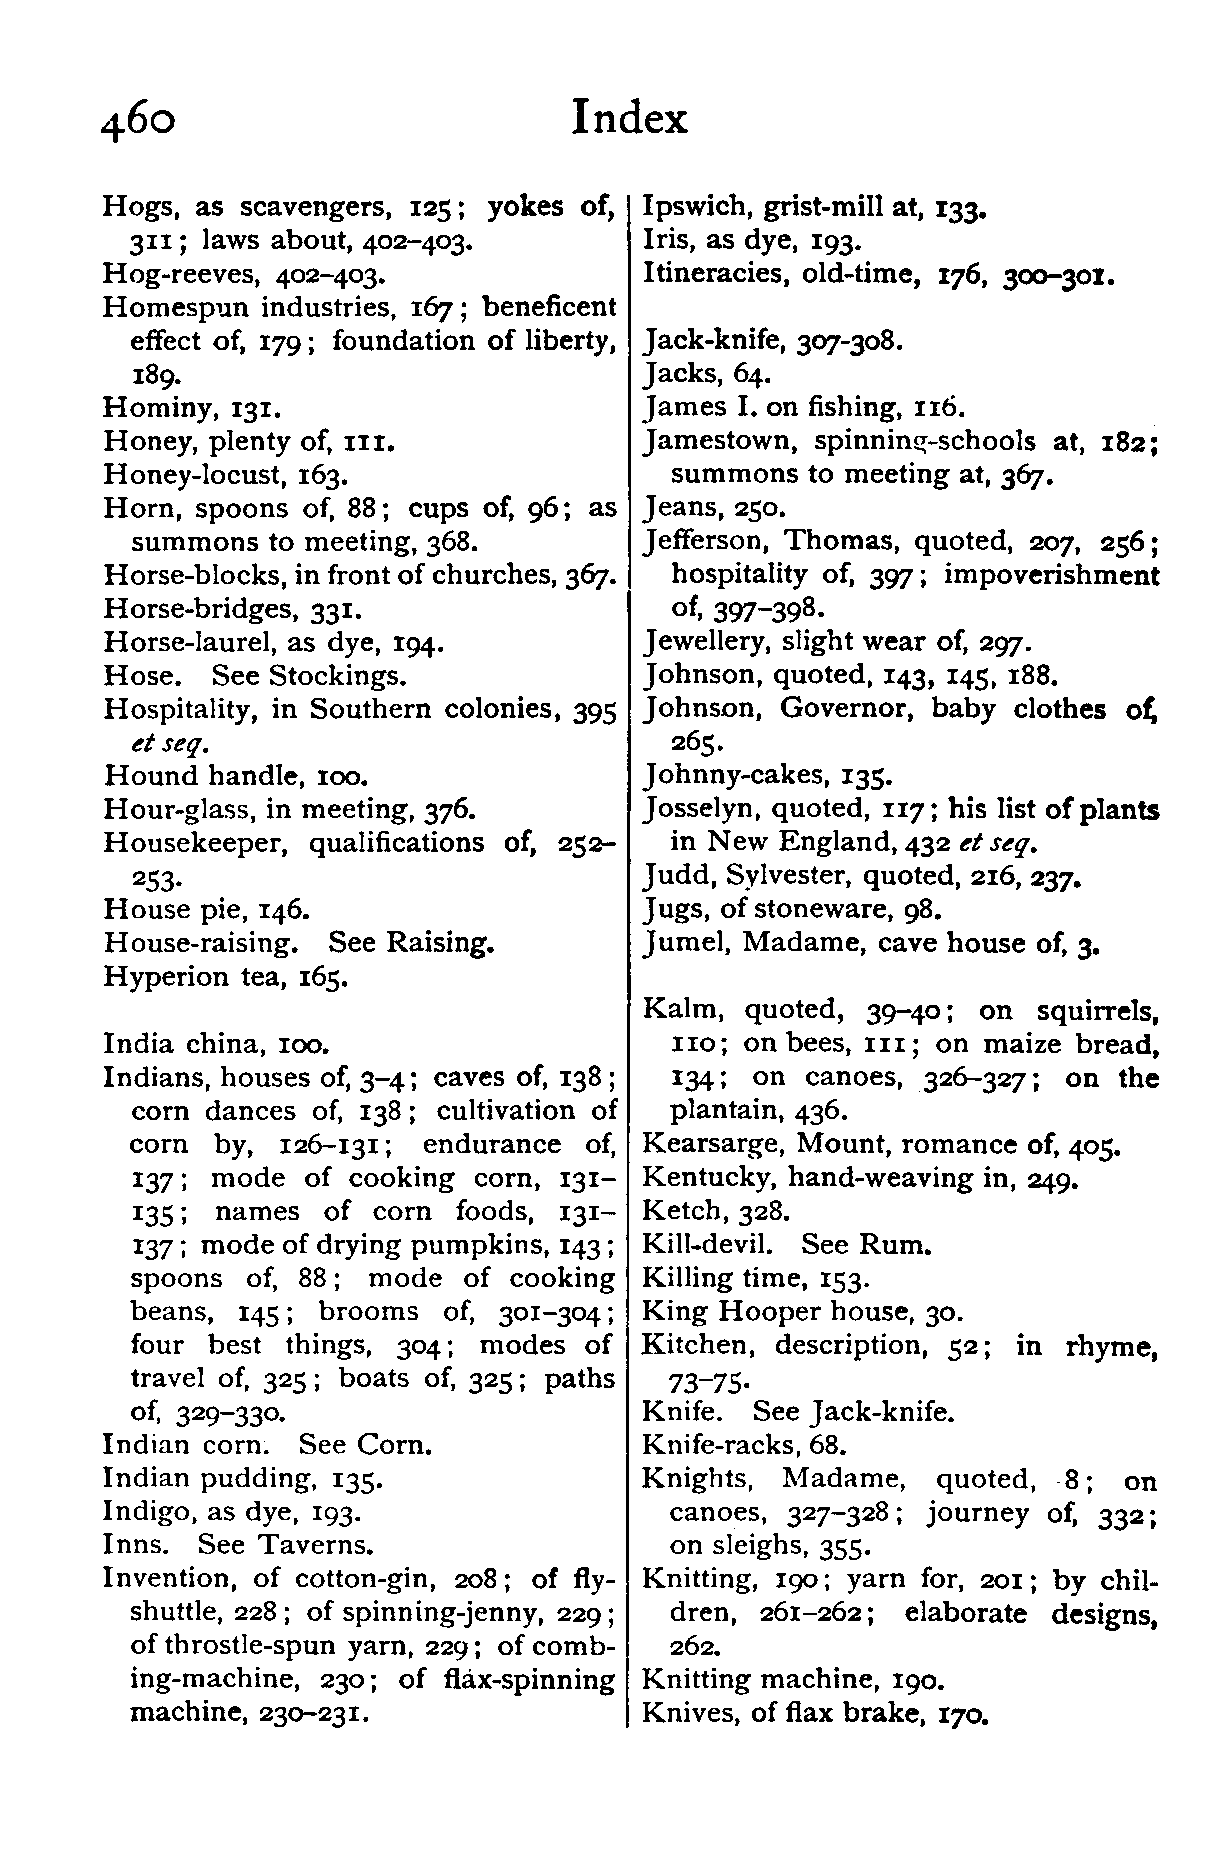 460 Index
Hogs, as scavengers, 125; yokes of,
311; laws about, 402–403.
Hog-reeves, 402–403.
Homespun industries, 167; beneficent
effect of, 179; foundation of liberty,
189.
Hominy, 131.
Honey, plenty of, 111.
Honey-locust, 163.
Horn, spoons of, 88; cups of, 96; as
summons to meeting, 368.
Horse-blocks, in front of churches, 367.
Horse-bridges, 331.
Horse-laurel, as dye, 194.
Hose. See Stockings.
Hospitality, in Southern colonies, 395
et seq.
Hound handle, 100.
Hour-glass, in meeting, 376.
Housekeeper, qualifications of, 252–
253.
House pie, 146.
House-raising. See Raising.
Hyperion tea, 165.
India china, 100.
Indians, houses of, 3–4; caves of, 138;
corn dances of, 138; cultivation of
corn by, 126–131; endurance of,
137; mode of cooking corn, 131–
135; names of corn foods, 131–
137; mode of drying pumpkins, 143;
spoons of, 88; mode of cooking
beans, 145; brooms of, 301–304;
four best things, 304; modes of
travel of, 325; boats of, 325; paths
of, 329–330.
Indian corn. See Corn.
Indian pudding, 135.
Indigo, as dye, 193.
Inns. See Taverns.
Invention, of cotton-gin, 208; of fly-
shuttle, 228; of spinning-jenny, 229;
of throstle-spun yarn, 229; of comb-
ing-machine, 230; of flax-spinning
machine, 230–231.
Ipswich, grist-mill at, 133.
Iris, as dye, 193.
Itineracies, old-time, 176, 300–301.
Jack-knife, 307-308.
Jacks, 64.
James I. on fishing, 116.
Jamestown, spinning-schools at, 182;
summons to meeting at, 367.
Jeans, 250.
Jefferson, Thomas, quoted, 207, 256;
hospitality of, 397; impoverishment
of, 397–398.
Jewellery, slight wear of, 297.
Johnson, quoted, 143, 145, 188.
Johnson, Governor, baby clothes of,
265.
Johnny-cakes, 135.
Josselyn, quoted, 117; his list of plants
in New England, 432 et seq.
Judd, Sylvester, quoted, 216, 237.
Jugs, of stoneware, 98.
Jumel, Madame, cave house of, 3.
Kalm, quoted, 39–40; on squirrels,
110; on bees, 111; on maize bread,
134; on canoes, 326–327; on the
plantain, 436.
Kearsarge, Mount, romance of, 405.
Kentucky, hand-weaving in, 249.
Ketch, 328.
Kill-devil. See Rum.
Killing time, 153.
King Hooper house, 30.
Kitchen, description, 52; in rhyme,
73–75.
Knife. See Jack-knife.
Knife-racks, 68.
Knights, Madame, quoted, 8; on
canoes, 327–328; journey of, 332;
on sleighs, 355.
Knitting, 190; yarn for, 201; by chil-
dren, 261–262; elaborate designs,
262.
Knitting machine, 190.
Knives, of flax brake, 170.